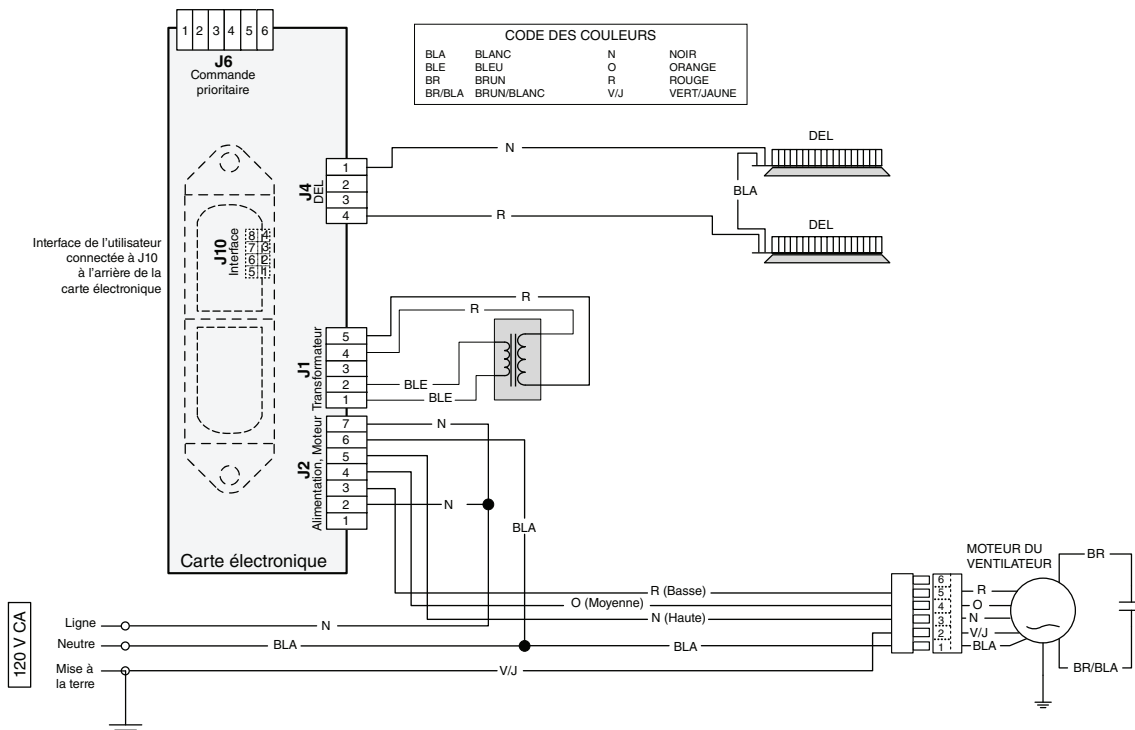 1 2 3 4 5 6
J6
Commande
prioritaire
CODE DES COULEURS
BLA BLANC N NOIR
BLE BLEU O ORANGE
BR BRUN R ROUGE
BR/BLA BRUN/BLANC V/J VERT/JAUNE
DEL
N
BLA
J4
DEL
1
2
3
4
R
DEL
Interface de l'utilisateur
connectée à J10
à l'arrière de la
carte électronique
J10
Interface
8 4
7 3
6 2
5 1
R
R
J1
Transformateur
5
4
3
2
1
BLE
BLE
J2
Alimentation, Moteur
7
6
5
4
3
2
1
N
N
BLA
Carte électronique
MOTEUR DU
VENTILATEUR
BR
R (Basse)
O (Moyenne)
N (Haute)
6
5
4
3
2
1
R
O
N
V/J
BLA
BR/BLA
120 V CA
Ligne
N
Neutre
BLA
BLA
Mise à
la terre
V/J